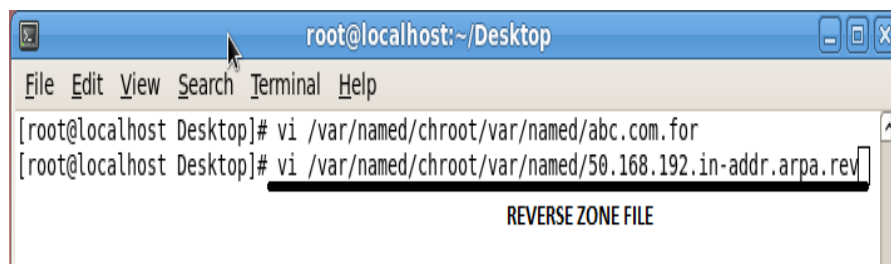 root@localhost:~/Desktop
File Edit View Search Terminal Help
[root@localhost Desktop]# vi /var/named/chroot/var/named/abc.com.for
[root@localhost Desktop]# vi /var/named/chroot/var/named/50.168.192.in-addr.arpa.rev
REVERSE ZONE FILE